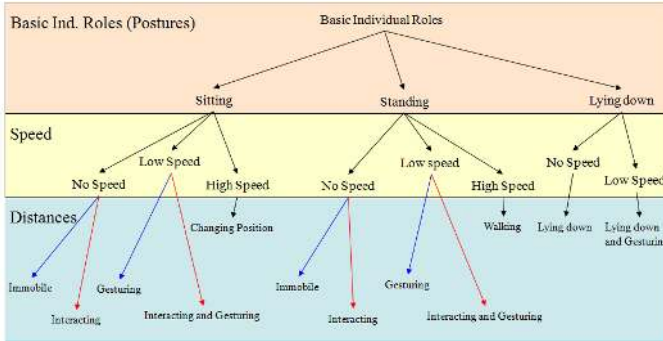 Basic Ind. Roles (Postures)
Basic Individual Roles
Sitting
Standing
Lying down
Speed
Low Speed
Low speed
No Speed
No Speed
High Speed
No Speed
High Speed
Low Speed
Distances
Changing Position
Walking
Lying down
Lying down
and Gesturin
Immobile
Gesturing
Immobile
Gesturing
Interacting
Interacting and Gesturing
Interacting
Interacting and Gesturing